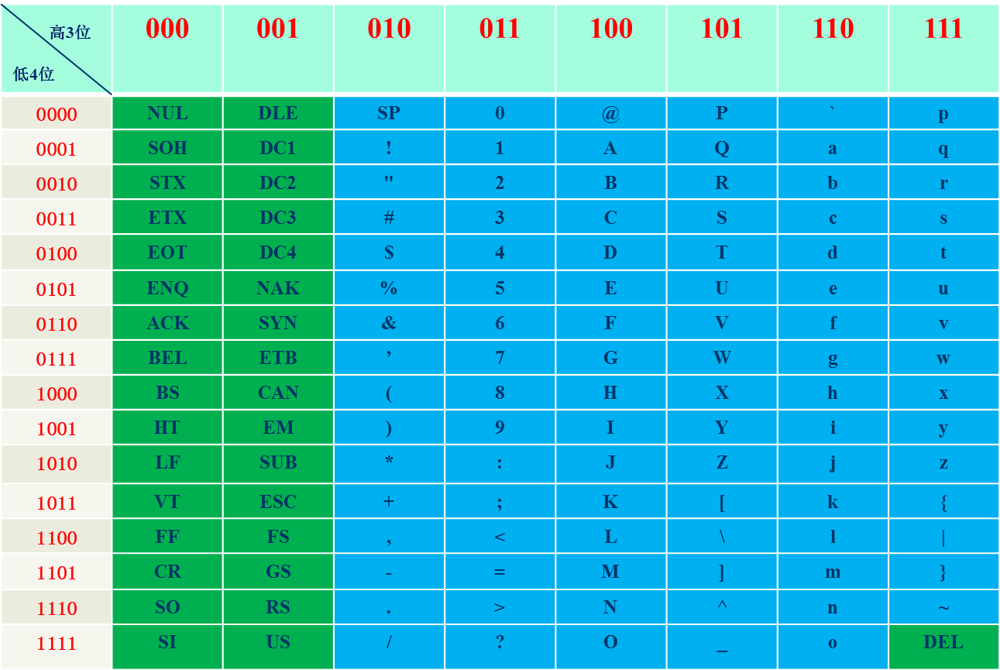 高3位 000 001 010 011 100 101 110 111
低4位
0000 NUL DLE SP 0 @ P ` p
0001 SOH DC1 ! 1 A Q a q
0010 STX DC2 " 2 B R b r
0011 ETX DC3 # 3 C S c s
0100 EOT DC4 $ 4 D T d t
0101 ENQ NAK % 5 E U e u
0110 ACK SYN & 6 F V f v
0111 BEL ETB ’ 7 G W g w
1000 BS CAN ( 8 H X h x
1001 HT EM ) 9 I Y i y
1010 LF SUB * : J Z j z
1011 VT ESC + ; K [ k {
1100 FF FS , < L \ l |
1101 CR GS - = M ] m }
1110 SO RS . > N ^ n ~
1111 SI US / ? O _ o DEL